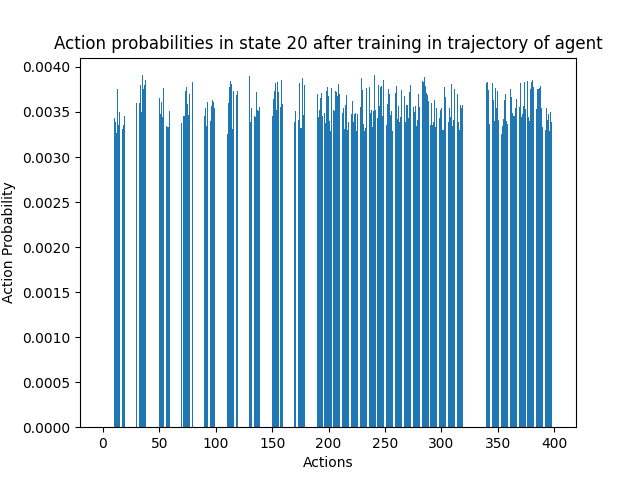 Action probabilities in state 20 after training in trajectory of agent
0.0040
0.0035
0.0030
0.0025
0.0020
0.0015
0.0010
0.0005
0.0000
Action Probability
0 50 100 150 200 250 300 350 400
Actions